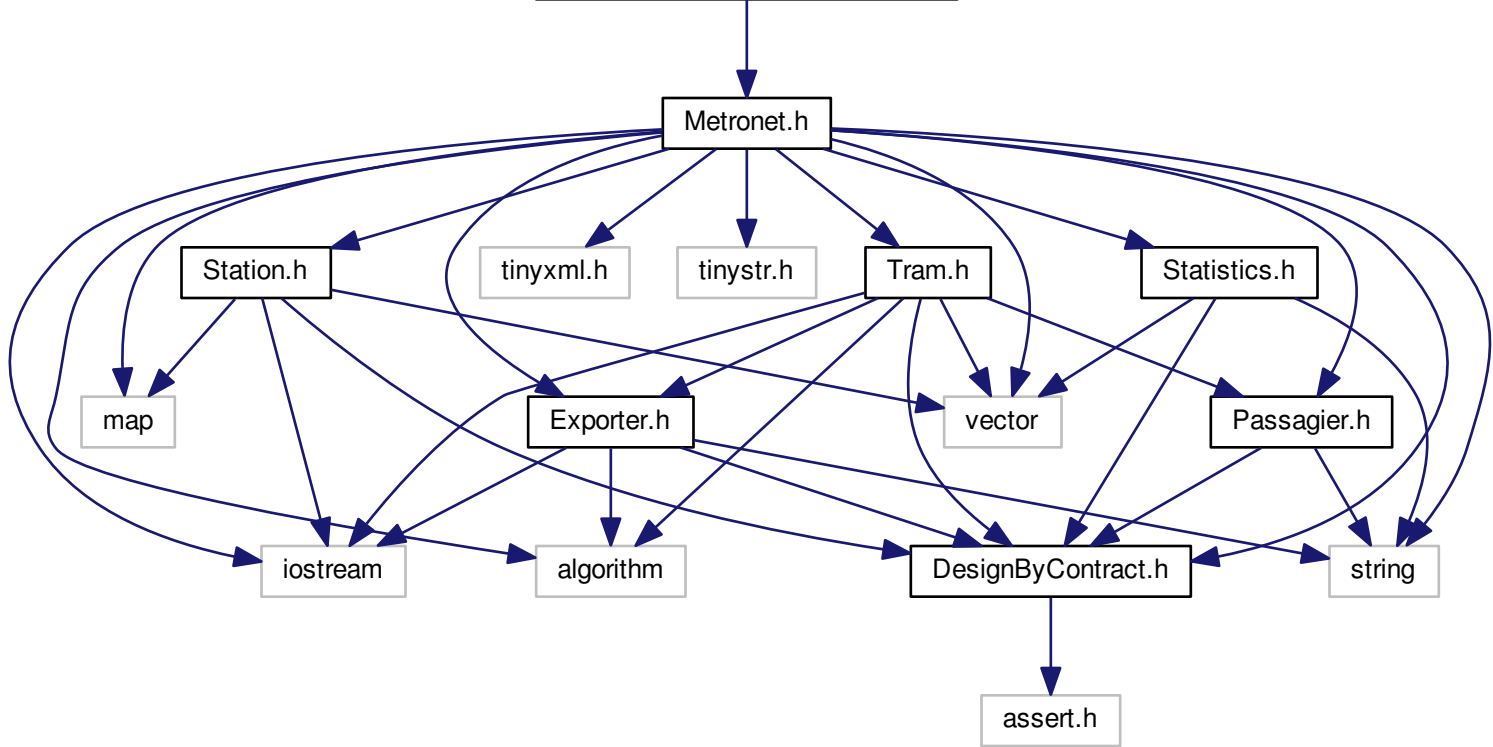 Metronet.h
Station.h
tinyxml.h
tinystr.h
Tram.h
Statistics.h
map
Exporter.h
vector
Passagier.h
iostream
algorithm
DesignByContract.h
string
assert.h